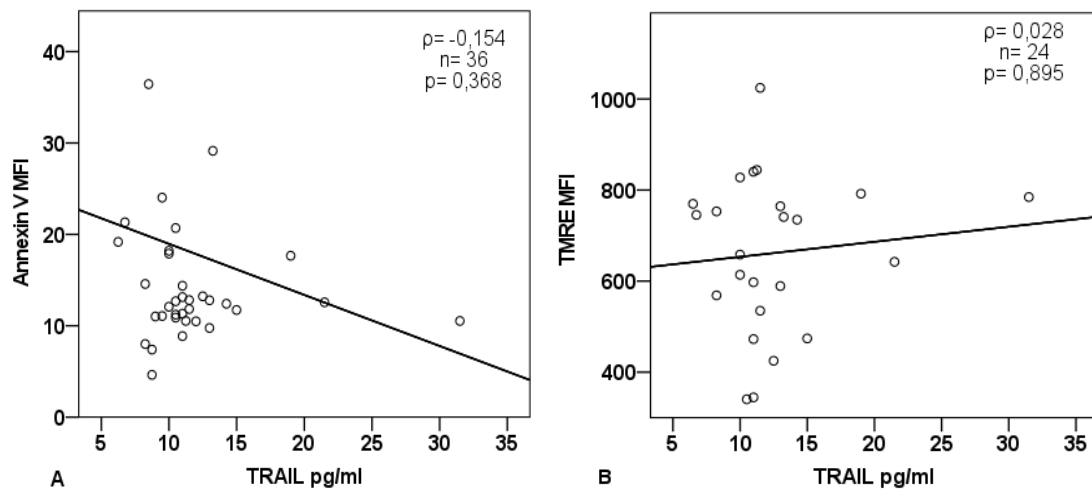 ρ= -0,154
n= 36
p= 0,368
Annexin V MFI
40
30
20
10
0
5 10 15 20 25 30 35
A TRAIL pg/ml
ρ= 0,028
n= 24
p= 0,895
TMRE MFI
1000
800
600
400
5 10 15 20 25 30 35
B TRAIL pg/ml